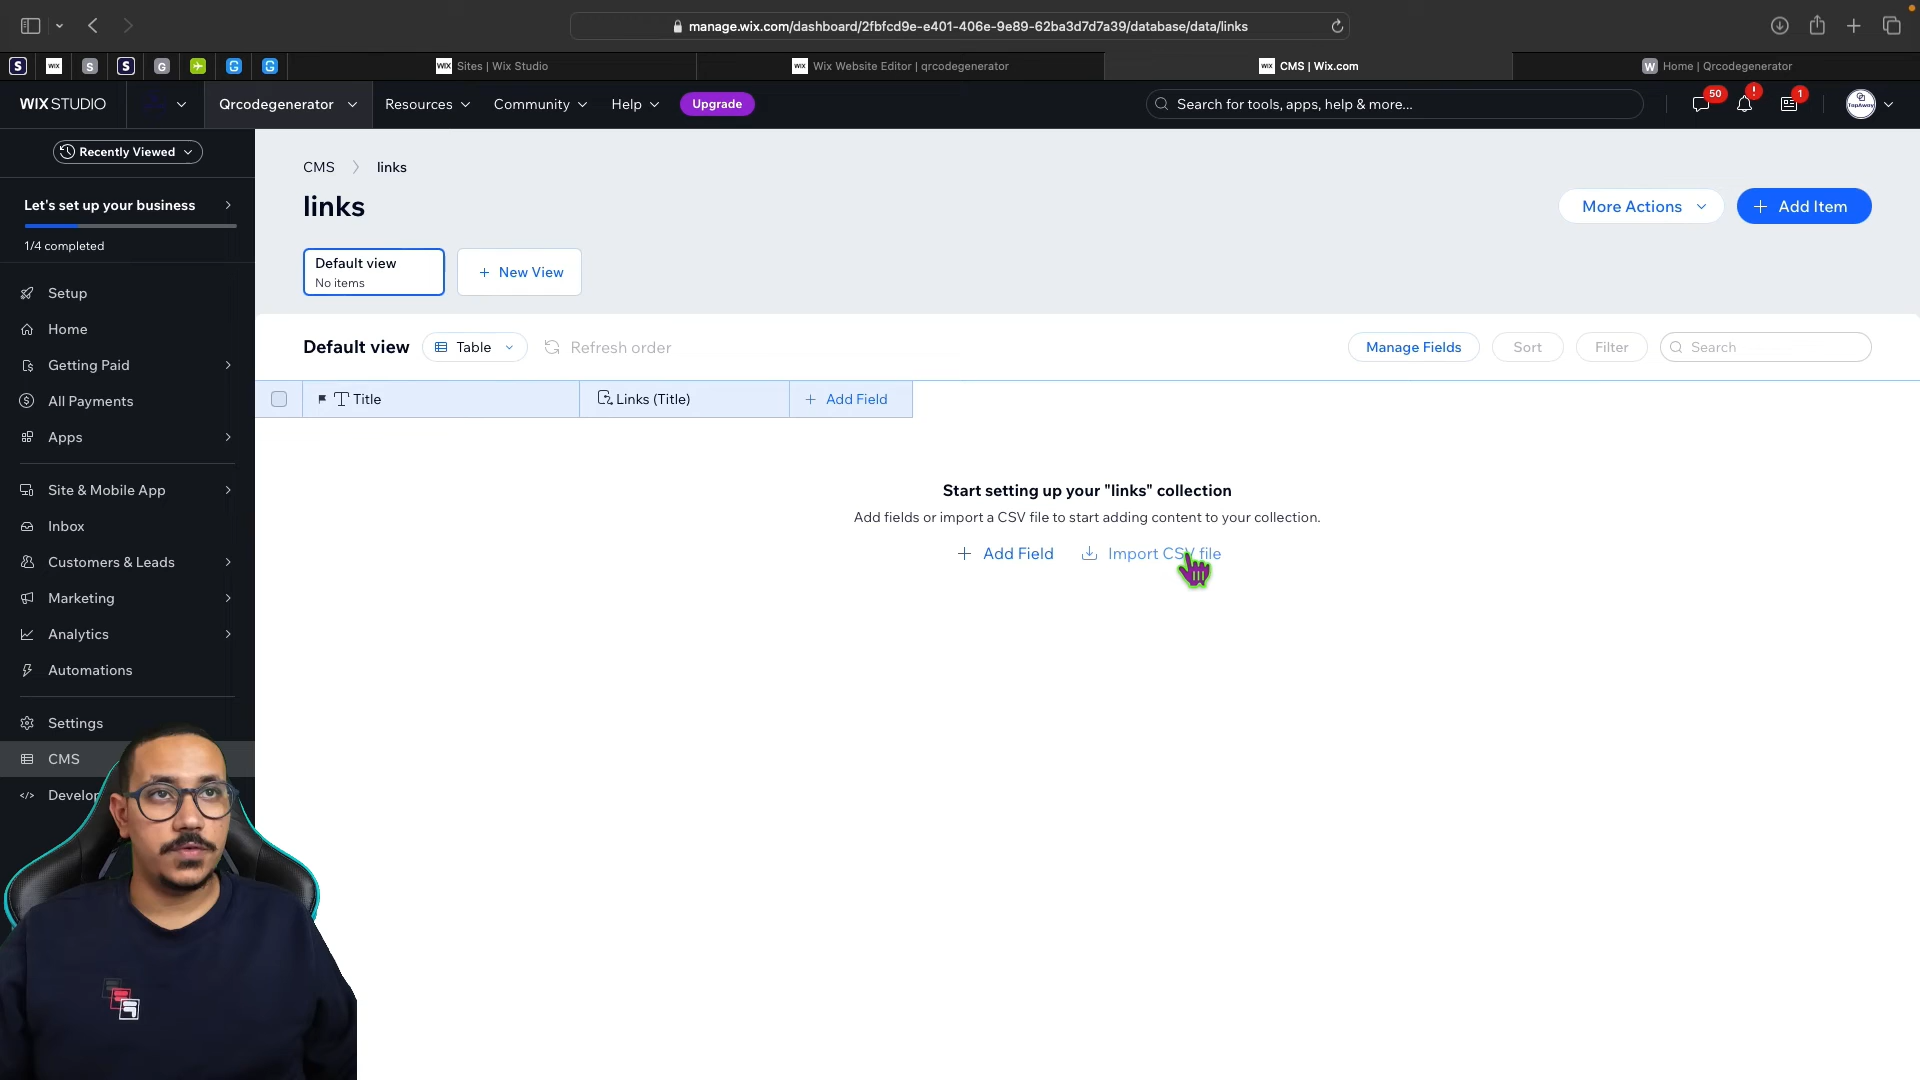 manage.wix.com/dashboard/2fbfcd9e-e401-406e-9e89-62ba3d7d7a39/database/data/links
S
WIX
S
S
G
G
G
WIX Sites | Wix Studio
WIX Wix Website Editor | qrcodegenerator
WIX CMS | Wix.com
W Home | Qrcodegenerator
WIX STUDIO
Qrcodegenerator
Resources
Community
Help
Upgrade
Search for tools, apps, help & more...
50
!
1
TapAway
Recently Viewed
Let's set up your business
1/4 completed
Setup
Home
Getting Paid
All Payments
Apps
Site & Mobile App
Inbox
Customers & Leads
Marketing
Analytics
Automations
Settings
CMS
Develop
CMS > links
links
More Actions
+ Add Item
Default view
No items
+ New View
Default view
Table
Refresh order
Manage Fields
Sort
Filter
Search
Title
Links (Title)
+ Add Field
Start setting up your "links" collection
Add fields or import a CSV file to start adding content to your collection.
+ Add Field
Import CSV file